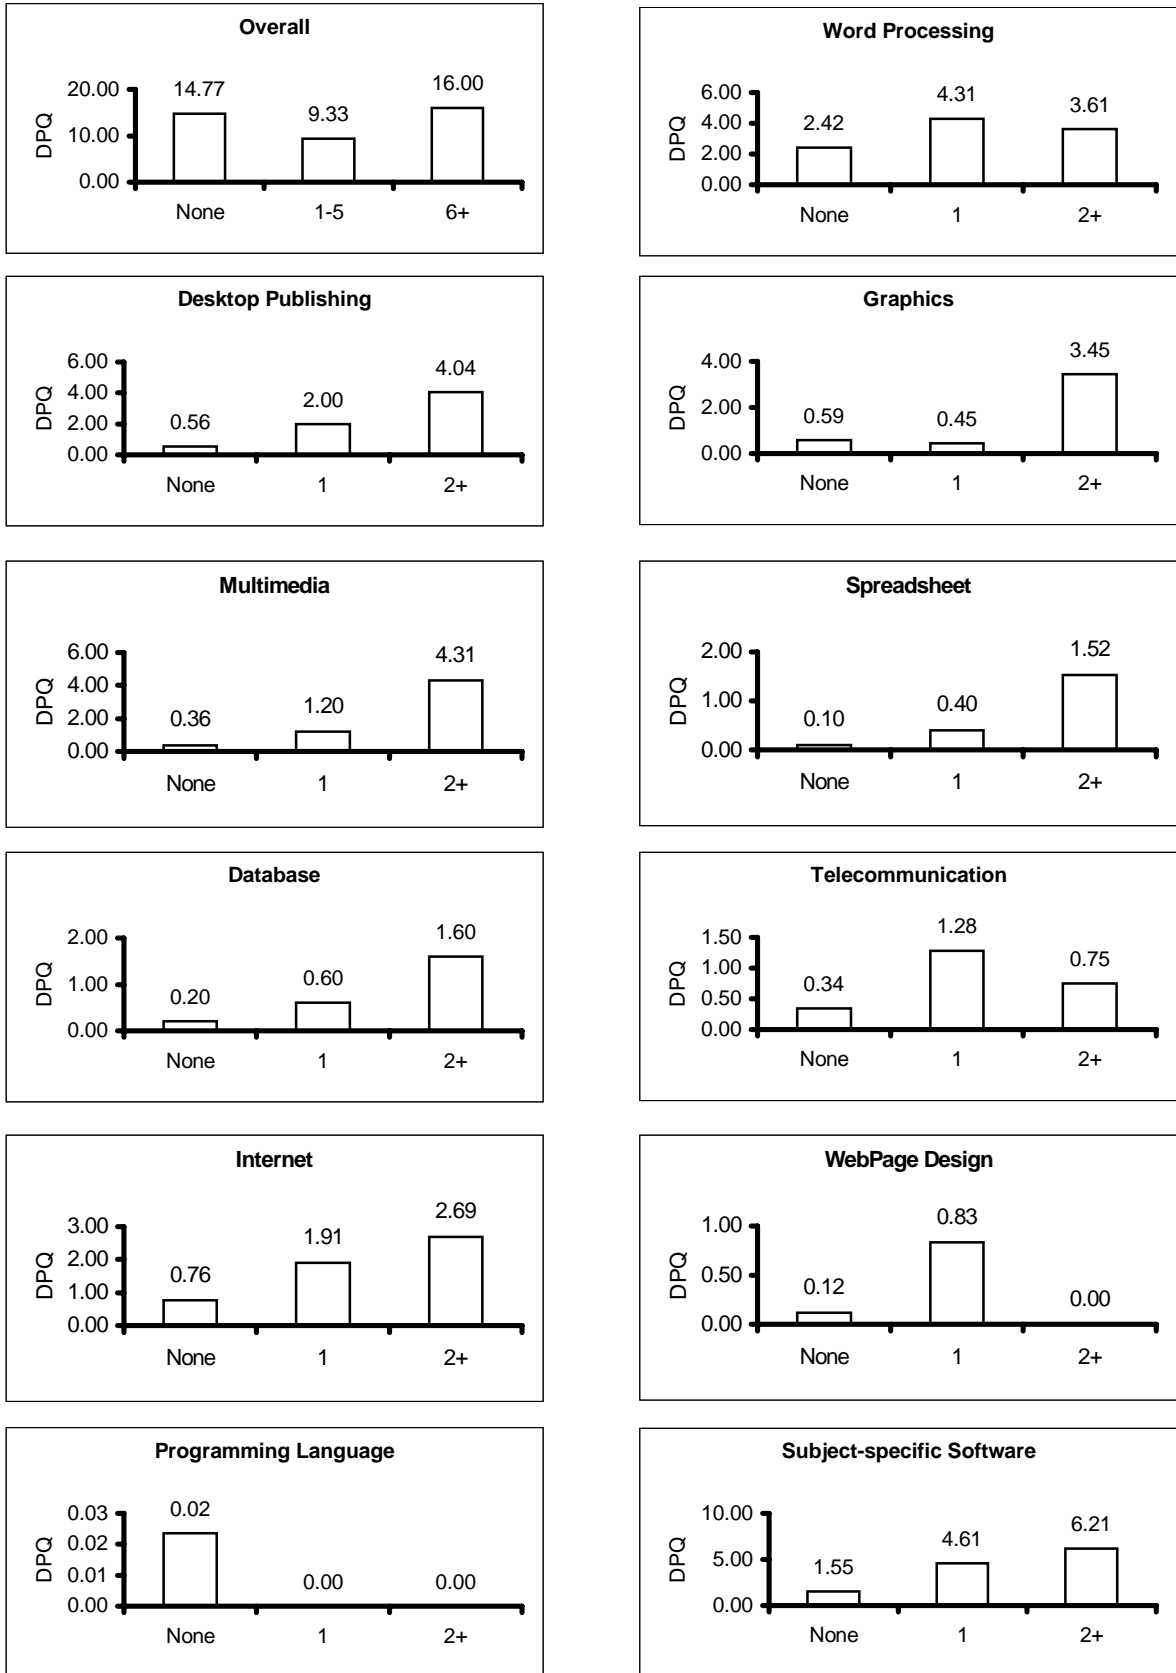 Overall
20.00
10.00
0.00
DPQ
14.77
9.33
16.00
None 1-5 6+
Word Processing
6.00
4.00
2.00
0.00
DPQ
2.42
4.31
3.61
None 1 2+
Desktop Publishing
6.00
4.00
2.00
0.00
DPQ
0.56
2.00
4.04
None 1 2+
Graphics
4.00
2.00
0.00
DPQ
0.59
0.45
3.45
None 1 2+
Multimedia
6.00
4.00
2.00
0.00
DPQ
0.36
1.20
4.31
None 1 2+
Spreadsheet
2.00
1.00
0.00
DPQ
0.10
0.40
1.52
None 1 2+
Database
2.00
1.00
0.00
DPQ
0.20
0.60
1.60
None 1 2+
Telecommunication
1.50
1.00
0.50
0.00
DPQ
0.34
1.28
0.75
None 1 2+
Internet
3.00
2.00
1.00
0.00
DPQ
0.76
1.91
2.69
None 1 2+
WebPage Design
1.00
0.50
0.00
DPQ
0.12
0.83
0.00
None 1 2+
Programming Language
0.03
0.02
0.01
0.00
DPQ
0.02
0.00
0.00
None 1 2+
Subject-specific Software
10.00
5.00
0.00
DPQ
1.55
4.61
6.21
None 1 2+